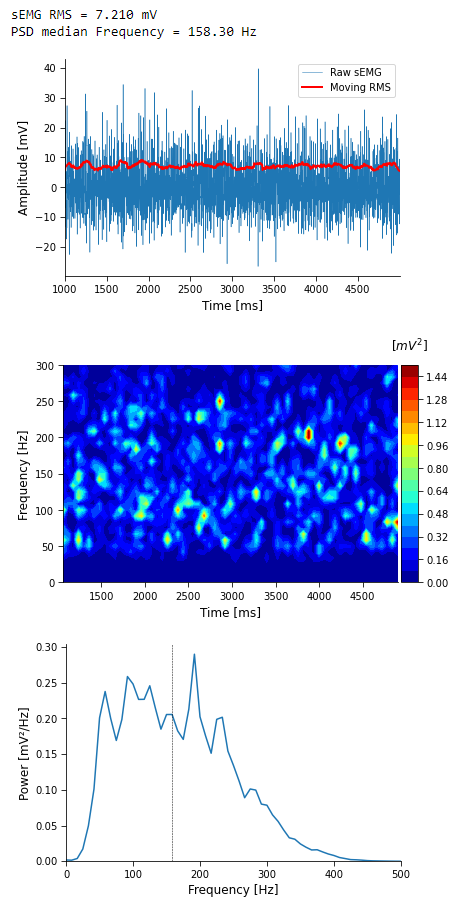 sEMG RMS = 7.210 mV
PSD median Frequency = 158.30 Hz
Raw sEMG
Moving RMS
Amplitude [mV]
40
30
20
10
0
−10
−20
1000 1500 2000 2500 3000 3500 4000 4500
Time [ms]
[mV²]
Frequency [Hz]
300
250
200
150
100
50
0
1.44
1.28
1.12
0.96
0.80
0.64
0.48
0.32
0.16
0.00
1500 2000 2500 3000 3500 4000 4500
Time [ms]
Power [mV²/Hz]
0.30
0.25
0.20
0.15
0.10
0.05
0.00
0 100 200 300 400 500
Frequency [Hz]